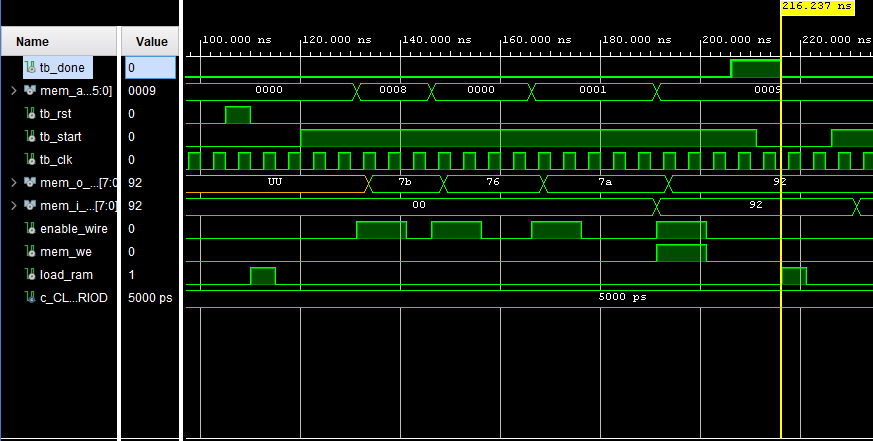 216.237 ns
Name Value 100.000 ns 120.000 ns 140.000 ns 160.000 ns 180.000 ns 200.000 ns 220.000 ns
tb_done 0
mem_a...5:0] 0009 0000 0008 0000 0001 0009
tb_rst 0
tb_start 0
tb_clk 0
mem_o_...[7:0 92 UU 7b 76 7a 92
mem_i_...[7:0] 92 00 92
enable_wire 0
mem_we 0
load_ram 1
c_CL...RIOD 5000 ps 5000 ps